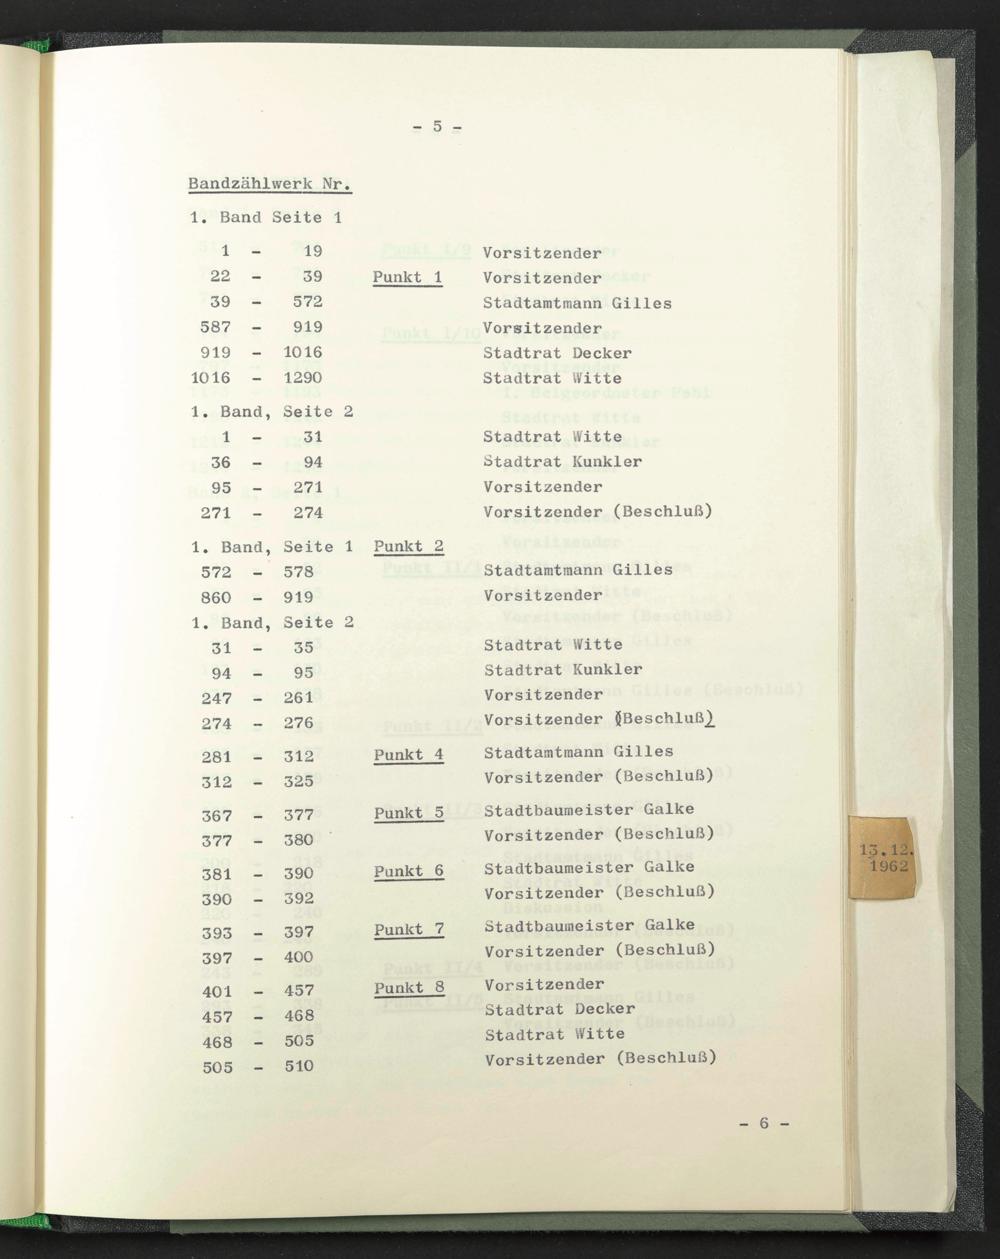 - 5 -
Bandzählwerk Nr.
1. Band Seite 1
1 - 19 Vorsitzender
22 - 39 Punkt 1 Vorsitzender
39 - 572 Stadtamtmann Gilles
587 - 919 Vorsitzender
919 - 1016 Stadtrat Decker
1016 - 1290 Stadtrat Witte
1. Band, Seite 2
1 - 31 Stadtrat Witte
36 - 94 Stadtrat Kunkler
95 - 271 Vorsitzender
271 - 274 Vorsitzender (Beschluß)
1. Band, Seite 1 Punkt 2
572 - 578 Stadtamtmann Gilles
860 - 919 Vorsitzender
1. Band, Seite 2
31 - 35 Stadtrat Witte
94 - 95 Stadtrat Kunkler
247 - 261 Vorsitzender
274 - 276 Vorsitzender (Beschluß)
281 - 312 Punkt 4 Stadtamtmann Gilles
312 - 325 Vorsitzender (Beschluß)
367 - 377 Punkt 5 Stadtbaumeister Galke
377 - 380 Vorsitzender (Beschluß)
381 - 390 Punkt 6 Stadtbaumeister Galke
390 - 392 Vorsitzender (Beschluß)
393 - 397 Punkt 7 Stadtbaumeister Galke
397 - 400 Vorsitzender (Beschluß)
401 - 457 Punkt 8 Vorsitzender
457 - 468 Stadtrat Decker
468 - 505 Stadtrat Witte
505 - 510 Vorsitzender (Beschluß)
- 6 -
13.12.
1962